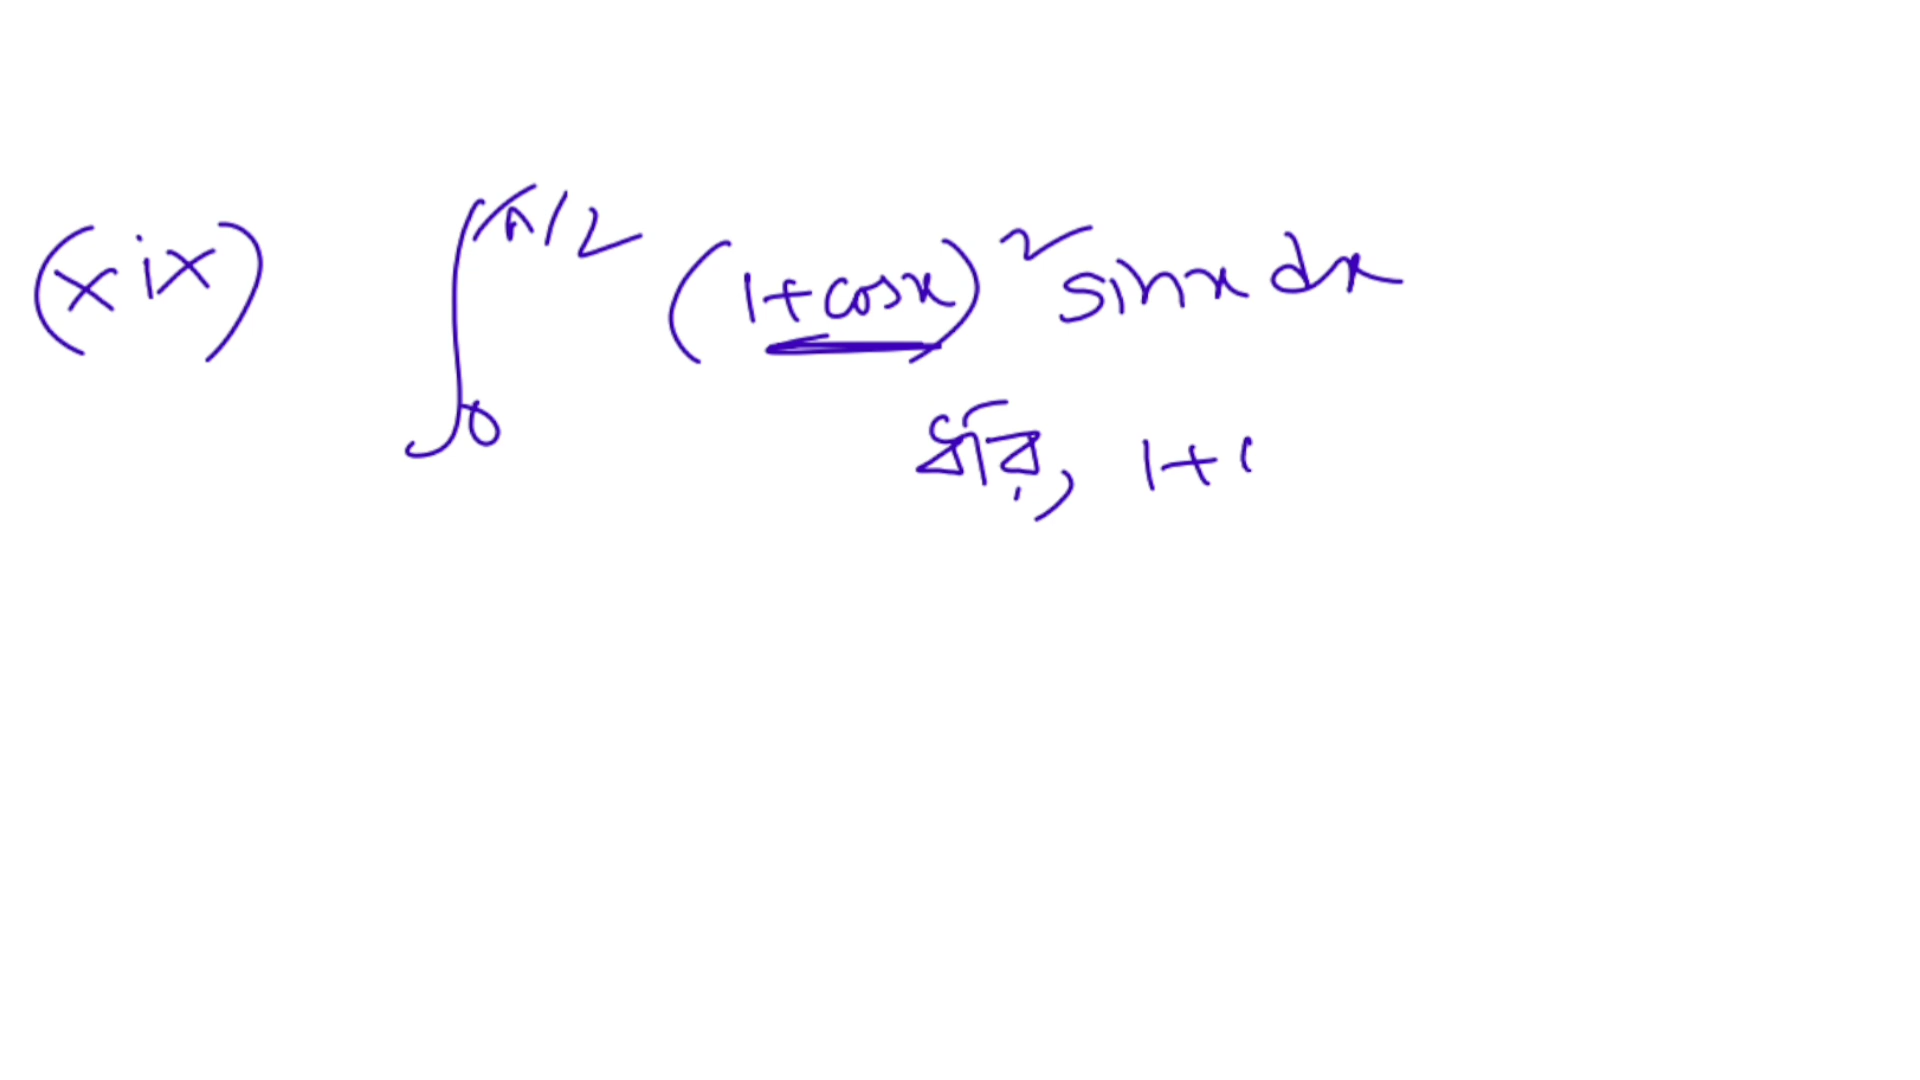 (xix) ∫₀^π/2 (1+cosx)² sinx dx
ধরি, 1+